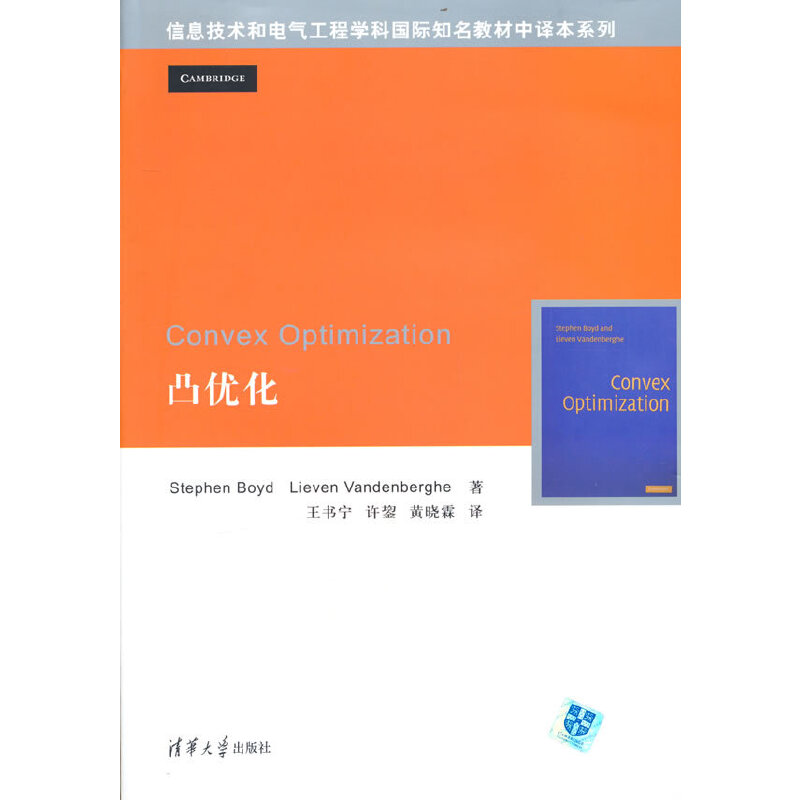 信息技术和电气工程学科国际知名教材中译本系列
CAMBRIDGE
Convex Optimization
凸优化
Stephen Boyd and
Lieven Vandenberghe
Convex
Optimization
Stephen Boyd Lieven Vandenberghe 著
王书宁 许鋆 黄晓霖 译
清华大学出版社